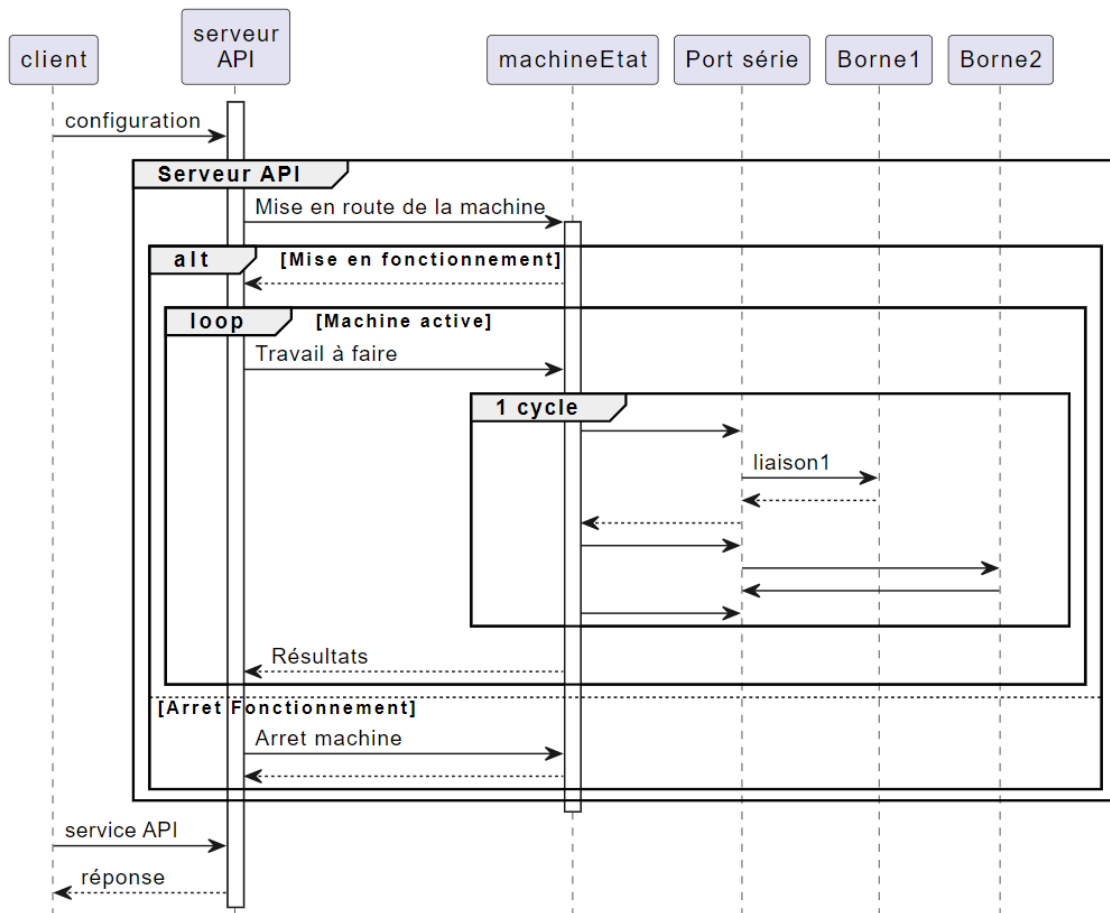 client
serveur
API
machineEtat
Port série
Borne1
Borne2
configuration
Serveur API
Mise en route de la machine
alt [Mise en fonctionnement]
loop [Machine active]
Travail à faire
1 cycle
liaison1
Résultats
[Arret Fonctionnement]
Arret machine
service API
réponse